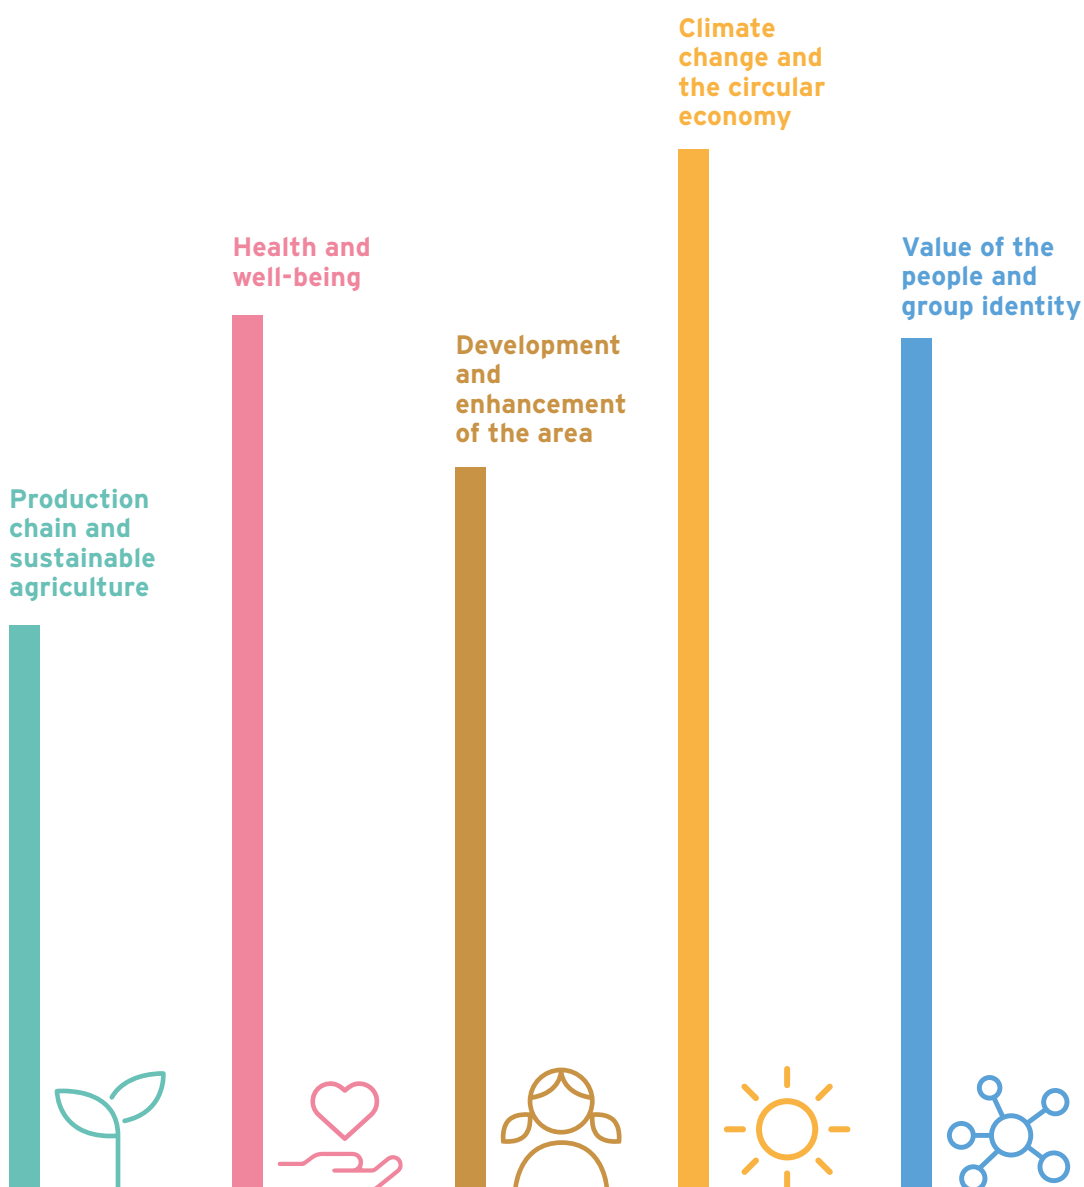 Climate
change and
the circular
economy
Health and
well-being
Value of the
people and
group identity
Development
and
enhancement
of the area
Production
chain and
sustainable
agriculture